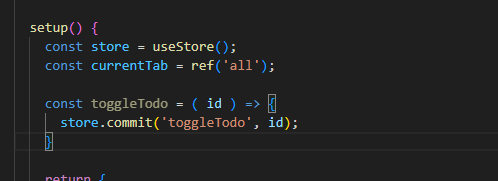 setup() {
const store = useStore();
const currentTab = ref('all');
const toggleTodo = ( id ) => {
store.commit('toggleTodo', id);
}
return {